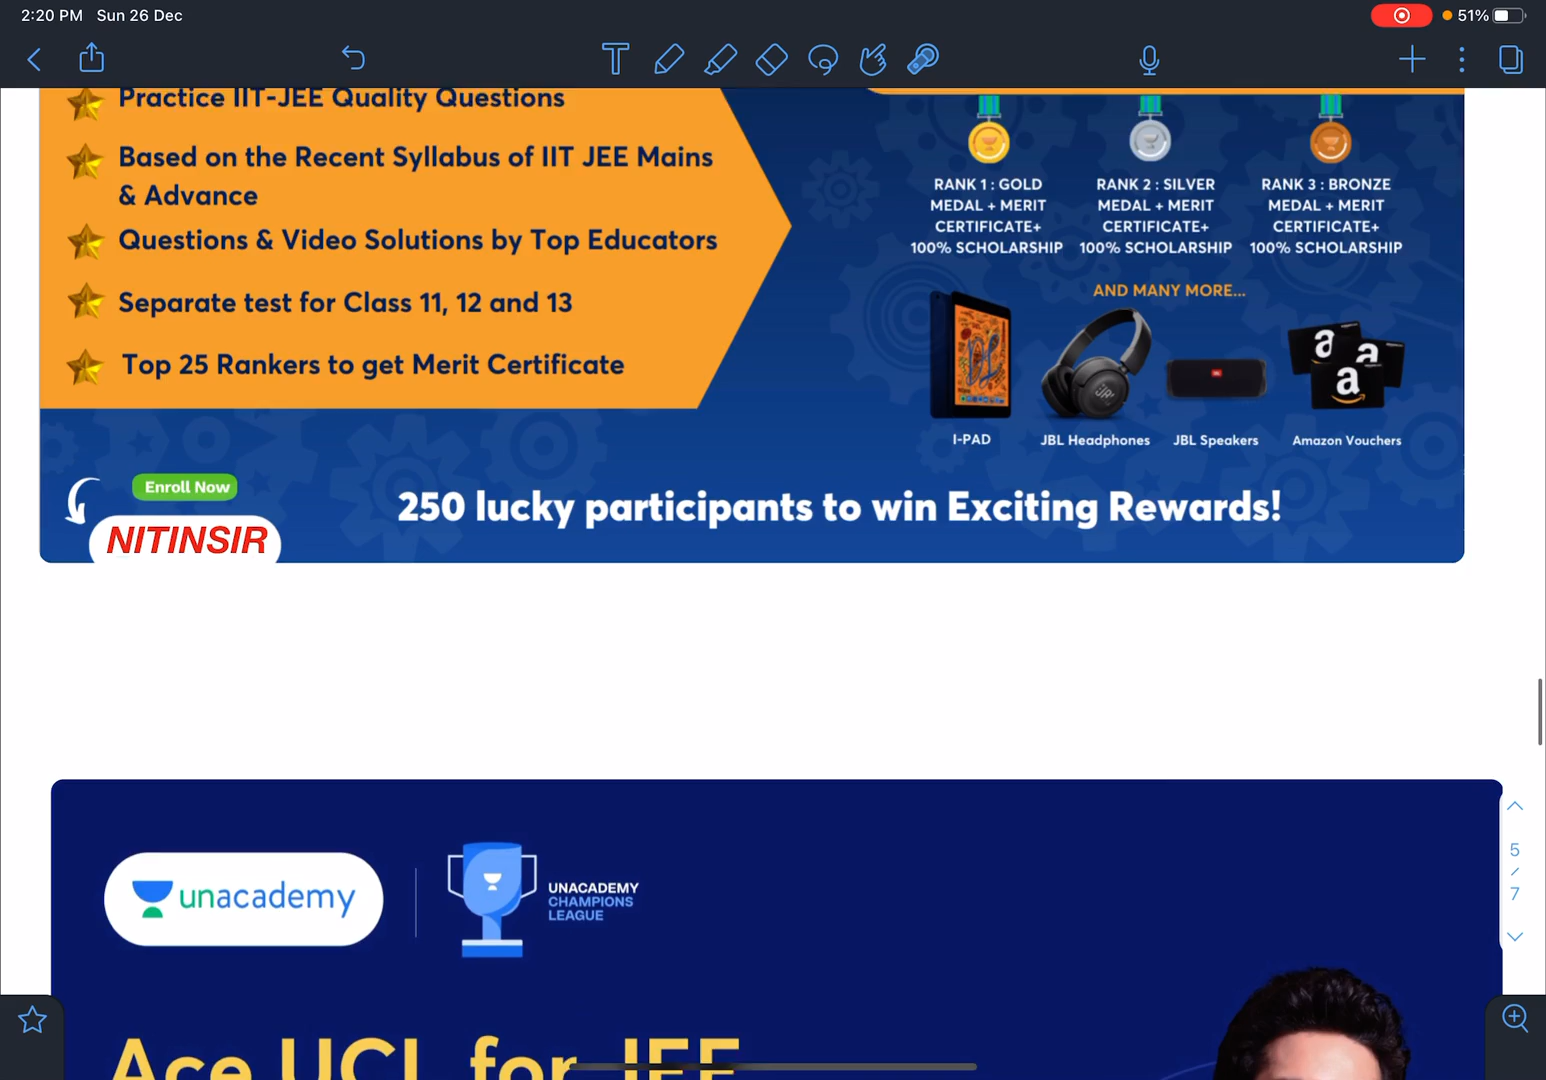 2:20 PM Sun 26 Dec
51%
Practice IIT-JEE Quality Questions
Based on the Recent Syllabus of IIT JEE Mains
& Advance
Questions & Video Solutions by Top Educators
Separate test for Class 11, 12 and 13
Top 25 Rankers to get Merit Certificate
RANK 1 : GOLD
MEDAL + MERIT
CERTIFICATE+
100% SCHOLARSHIP
RANK 2 : SILVER
MEDAL + MERIT
CERTIFICATE+
100% SCHOLARSHIP
RANK 3 : BRONZE
MEDAL + MERIT
CERTIFICATE+
100% SCHOLARSHIP
AND MANY MORE...
I-PAD
JBL Headphones
JBL Speakers
Amazon Vouchers
Enroll Now
NITINSIR
250 lucky participants to win Exciting Rewards!
unacademy
UNACADEMY
CHAMPIONS
LEAGUE
5
/
7
Ace UCL for JEE